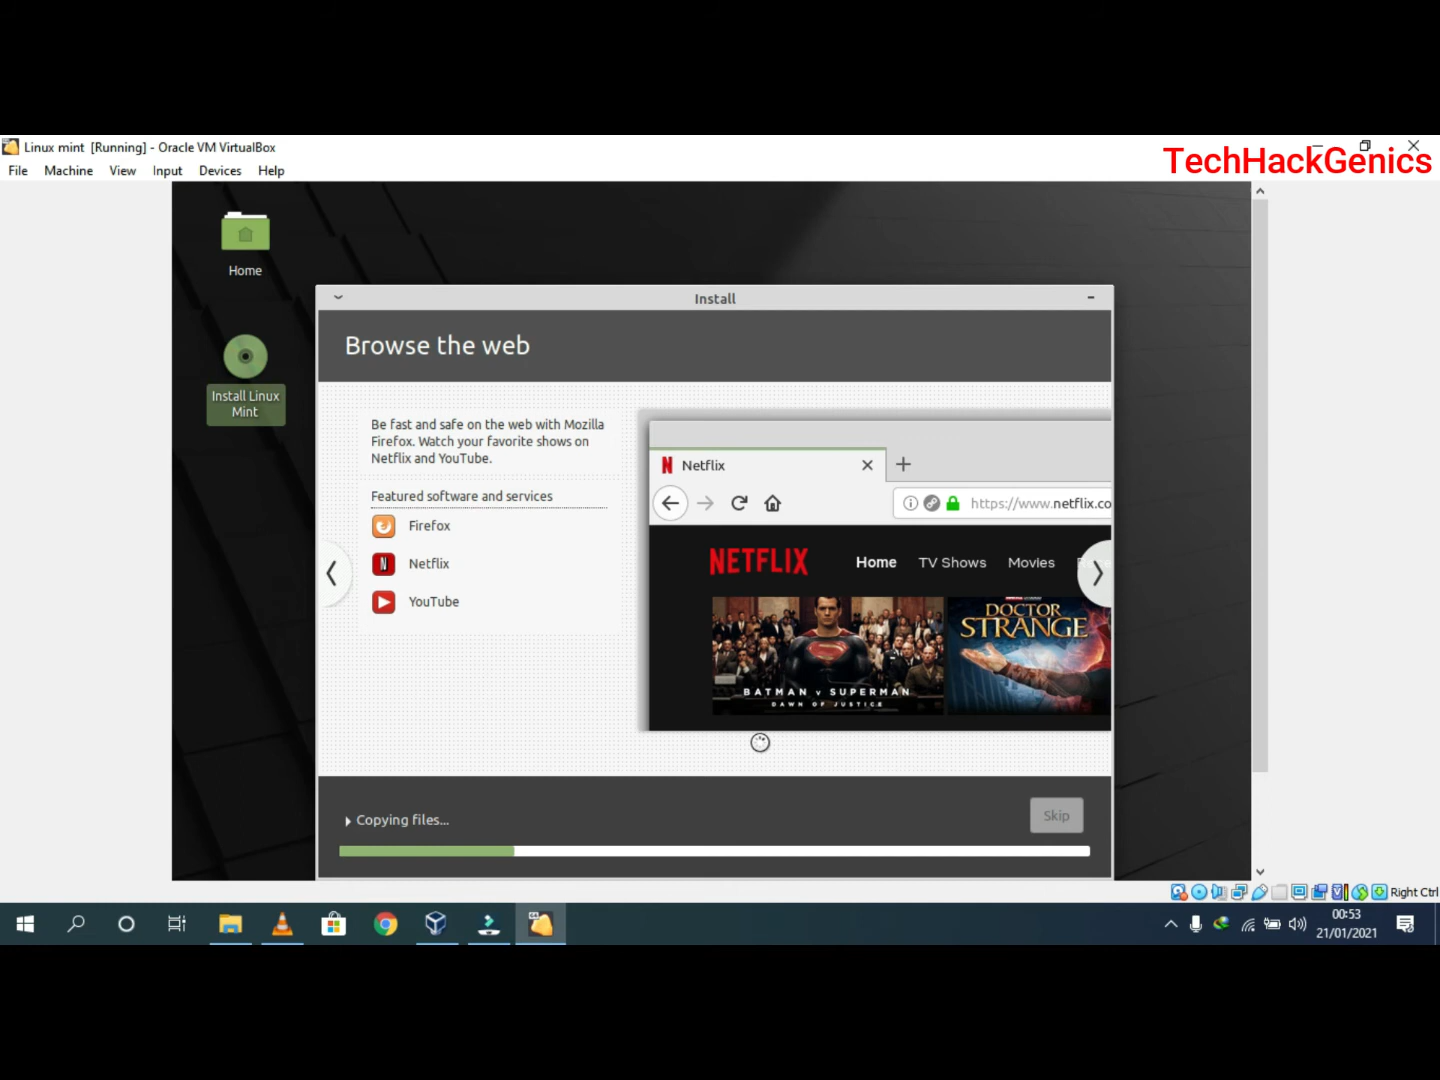 Linux mint [Running] - Oracle VM VirtualBox
TechHackGenics
File Machine View Input Devices Help
Home
Install
Browse the web
Install Linux
Mint
Be fast and safe on the web with Mozilla
Firefox. Watch your favorite shows on
Netflix and YouTube.
Featured software and services
Firefox
Netflix
YouTube
Netflix
https://www.netflix.co
NETFLIX Home TV Shows Movies
BATMAN v SUPERMAN
DAWN OF JUSTICE
DOCTOR
STRANGE
Copying files...
Skip
Right Ctrl
00:53
21/01/2021